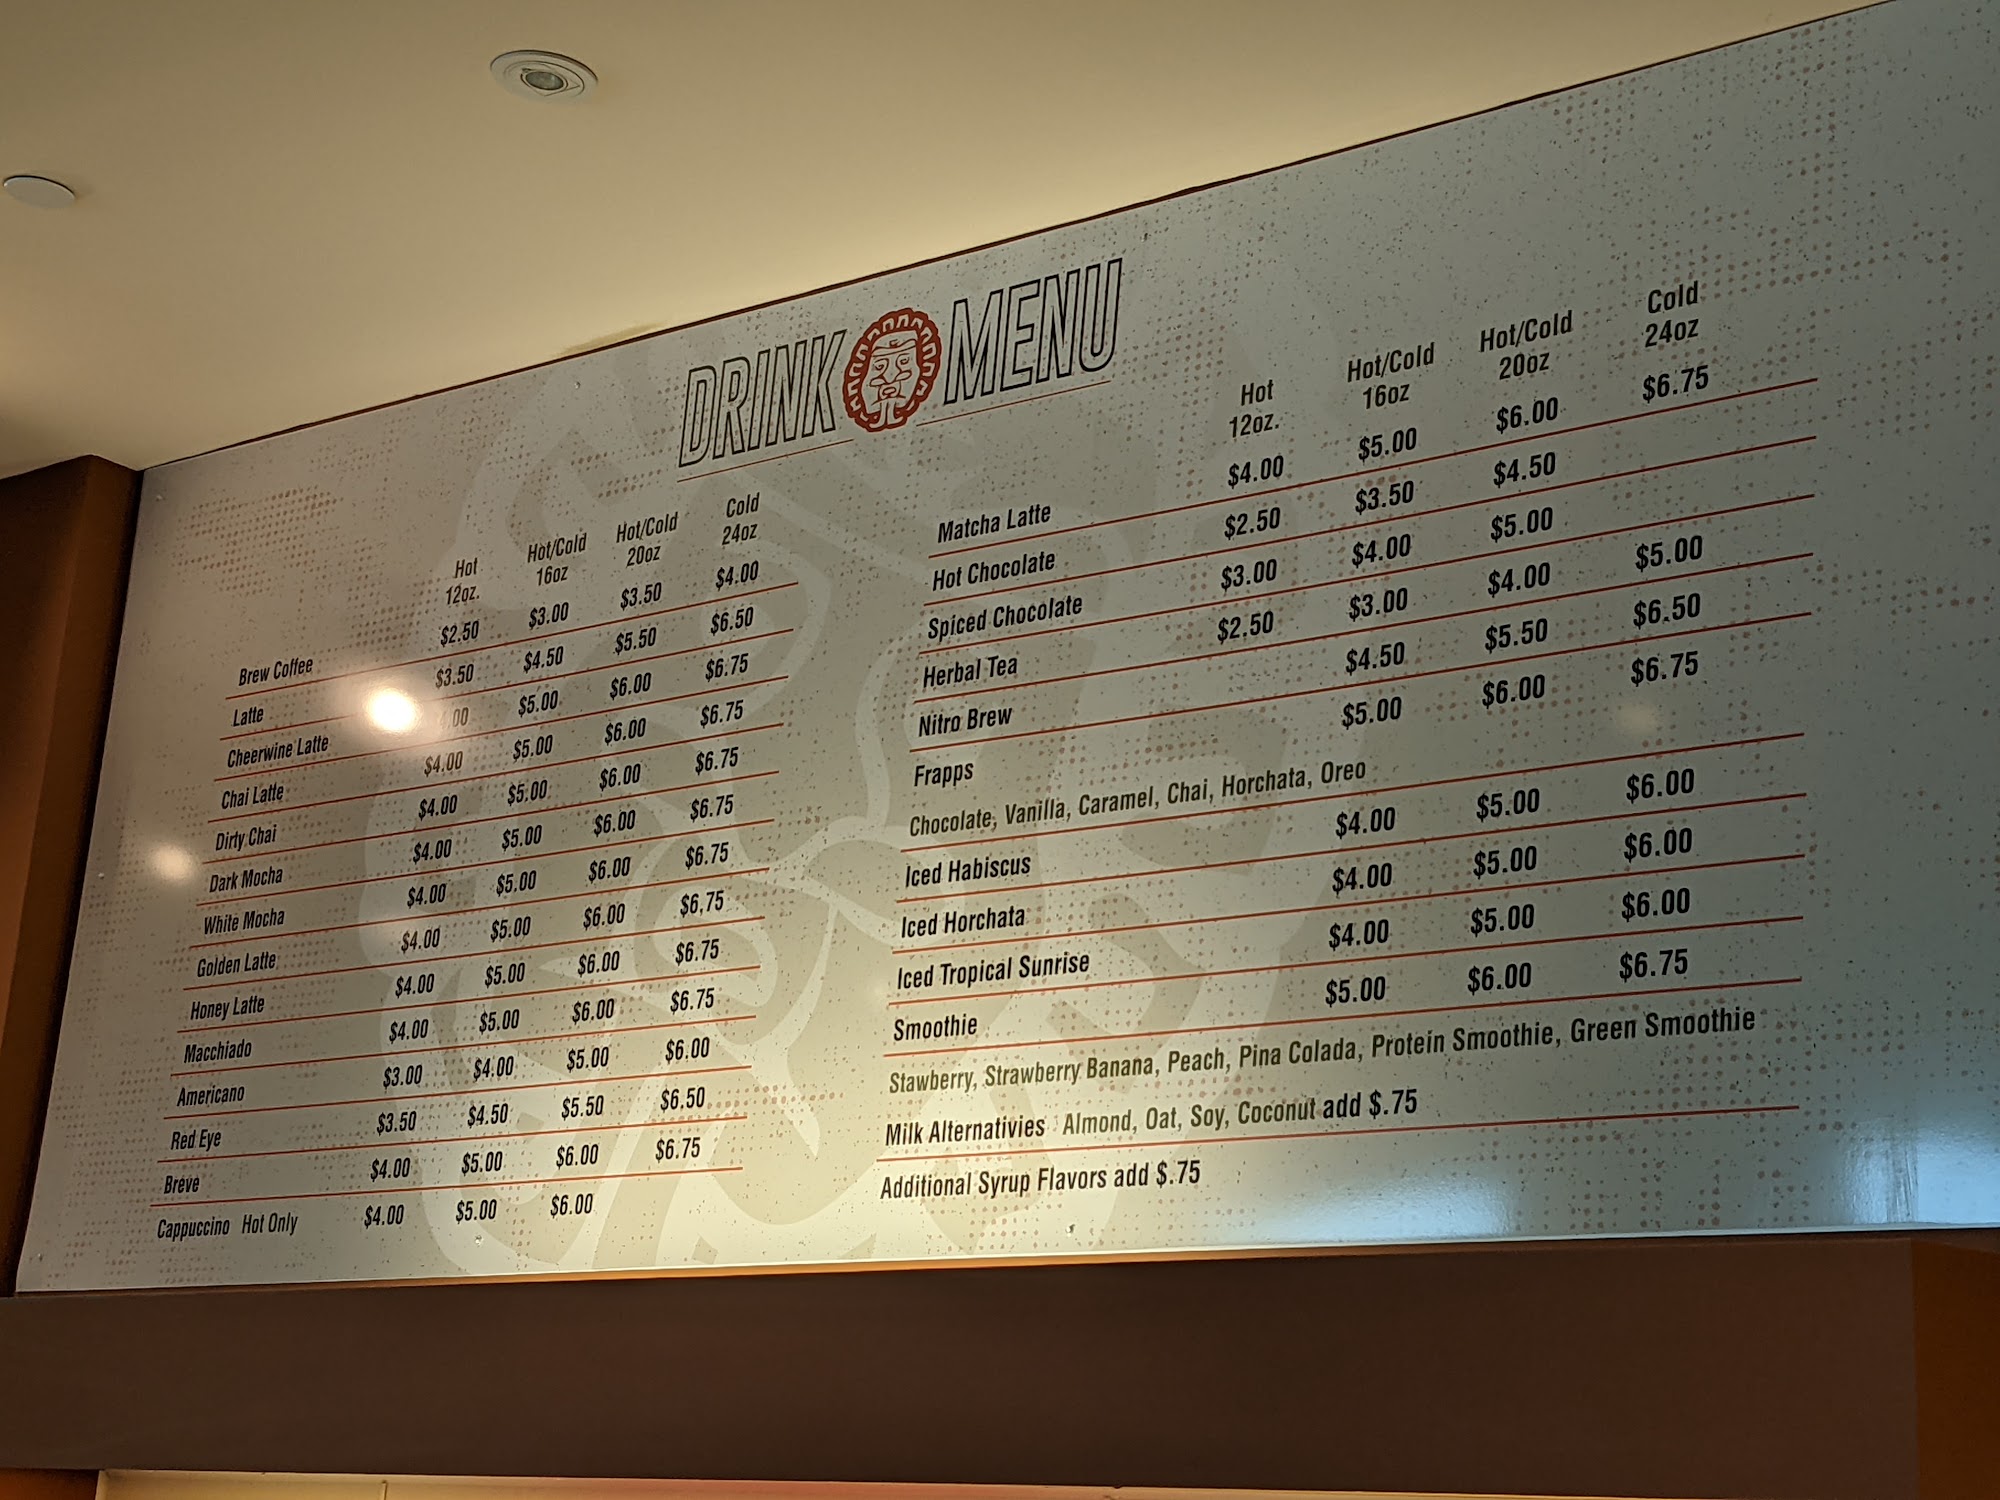 DRINK MENU
Hot 12oz. Hot/Cold 16oz Hot/Cold 20oz Cold 24oz
Brew Coffee $2.50 $3.00 $3.50 $4.00
Latte $3.50 $4.50 $5.50 $6.50
Cheerwine Latte $5.00 $6.00 $6.75
Chai Latte $4.00 $5.00 $6.00 $6.75
Dirty Chai $4.00 $5.00 $6.00 $6.75
Dark Mocha $4.00 $5.00 $6.00 $6.75
White Mocha $4.00 $5.00 $6.00 $6.75
Golden Latte $4.00 $5.00 $6.00 $6.75
Honey Latte $4.00 $5.00 $6.00 $6.75
Macchiado $4.00 $5.00 $6.00 $6.75
Americano $3.00 $4.00 $5.00 $6.00
Red Eye $3.50 $4.50 $5.50 $6.50
Breve $4.00 $5.00 $6.00 $6.75
Cappuccino Hot Only $4.00 $5.00 $6.00
Hot 12oz. Hot/Cold 16oz Hot/Cold 20oz Cold 24oz
Matcha Latte $4.00 $5.00 $6.00 $6.75
Hot Chocolate $2.50 $3.50 $4.50
Spiced Chocolate $3.00 $4.00 $5.00
Herbal Tea $2.50 $3.00 $4.00 $5.00
Nitro Brew $4.50 $5.50 $6.50
Frapps $5.00 $6.00 $6.75
Chocolate, Vanilla, Caramel, Chai, Horchata, Oreo
Iced Habiscus $4.00 $5.00 $6.00
Iced Horchata $4.00 $5.00 $6.00
Iced Tropical Sunrise $4.00 $5.00 $6.00
Smoothie $5.00 $6.00 $6.75
Stawberry, Strawberry Banana, Peach, Pina Colada, Protein Smoothie, Green Smoothie
Milk Alternativies Almond, Oat, Soy, Coconut add $.75
Additional Syrup Flavors add $.75